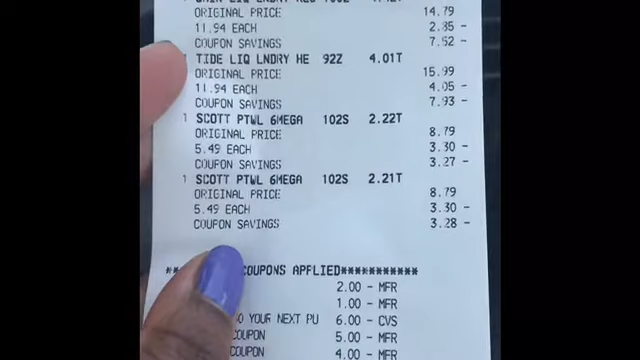 ORIGINAL PRICE 14.79
11.94 EACH 2.85 -
COUPON SAVINGS 7.52 -
TIDE LIQ LNDRY HE 92Z 4.01T
ORIGINAL PRICE 15.99
11.94 EACH 4.05 -
COUPON SAVINGS 7.93 -
1 SCOTT PTWL 6MEGA 102S 2.22T
ORIGINAL PRICE 8.79
5.49 EACH 3.30 -
COUPON SAVINGS 3.27 -
1 SCOTT PTWL 6MEGA 102S 2.21T
ORIGINAL PRICE 8.79
5.49 EACH 3.30 -
COUPON SAVINGS 3.28 -
COUPONS APPLIED***********
2.00 - MFR
1.00 - MFR
YOUR NEXT PU 6.00 - CVS
COUPON 5.00 - MFR
COUPON 4.00 - MFR